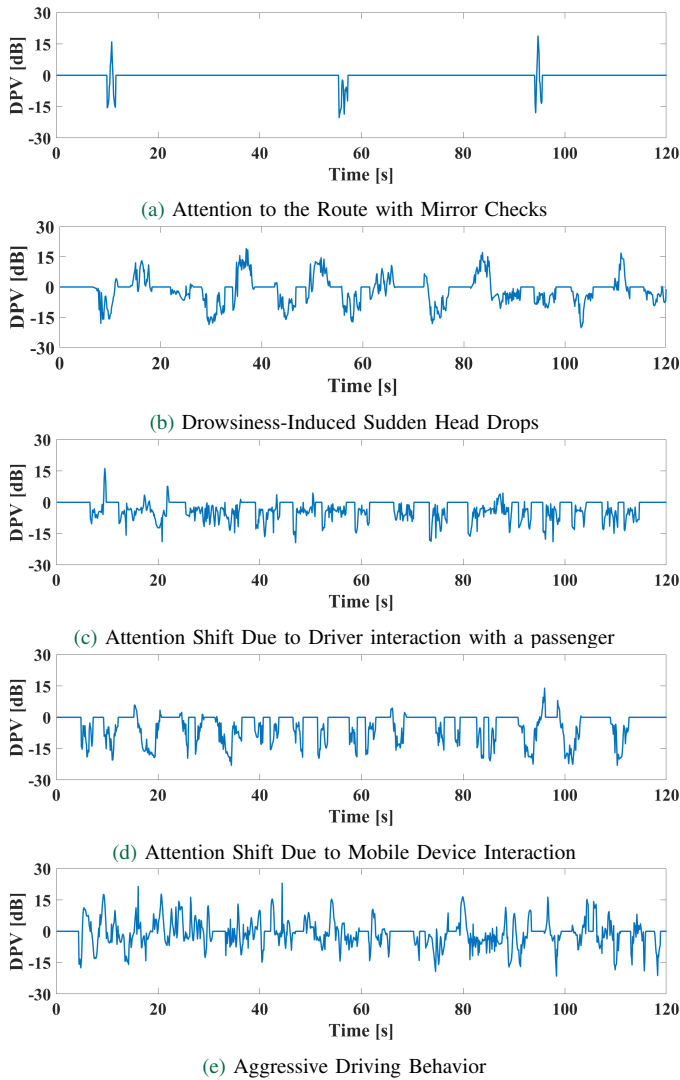 30
15
0
-15
-30
DPV [dB]
0 20 40 60 80 100 120
Time [s]
(a) Attention to the Route with Mirror Checks
30
15
0
-15
-30
DPV [dB]
0 20 40 60 80 100 120
Time [s]
(b) Drowsiness-Induced Sudden Head Drops
30
15
0
-15
-30
DPV [dB]
0 20 40 60 80 100 120
Time [s]
(c) Attention Shift Due to Driver interaction with a passenger
30
15
0
-15
-30
DPV [dB]
0 20 40 60 80 100 120
Time [s]
(d) Attention Shift Due to Mobile Device Interaction
30
15
0
-15
-30
DPV [dB]
0 20 40 60 80 100 120
Time [s]
(e) Aggressive Driving Behavior